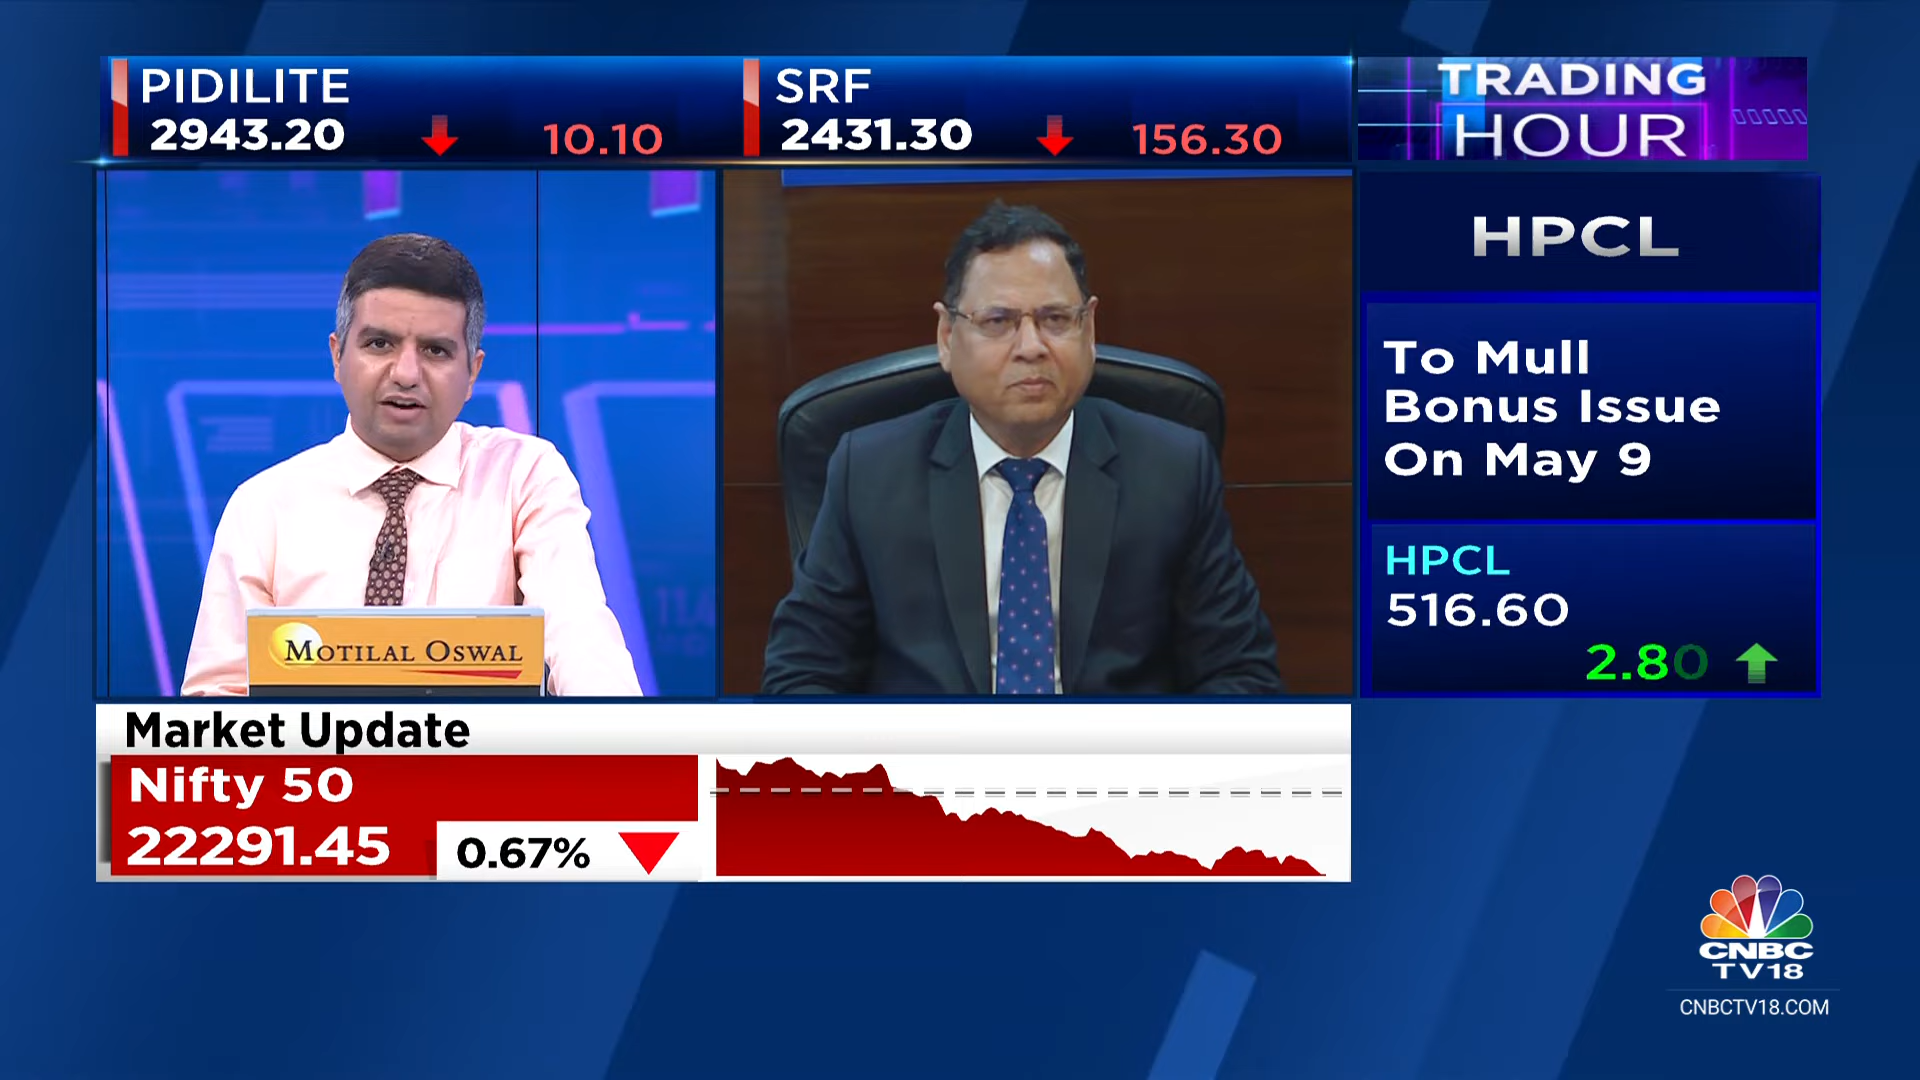 PIDILITE
2943.20 10.10
SRF
2431.30 156.30
TRADING
HOUR
HPCL
To Mull
Bonus Issue
On May 9
HPCL
516.60
2.80
MOTILAL OSWAL
Market Update
Nifty 50
22291.45
0.67%
CNBC
TV18
CNBCTV18.COM